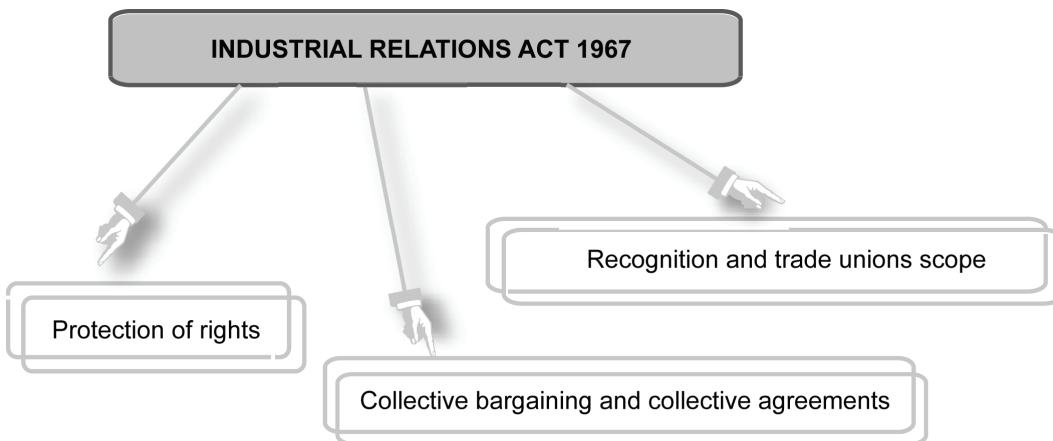 INDUSTRIAL RELATIONS ACT 1967
Protection of rights
Collective bargaining and collective agreements
Recognition and trade unions scope